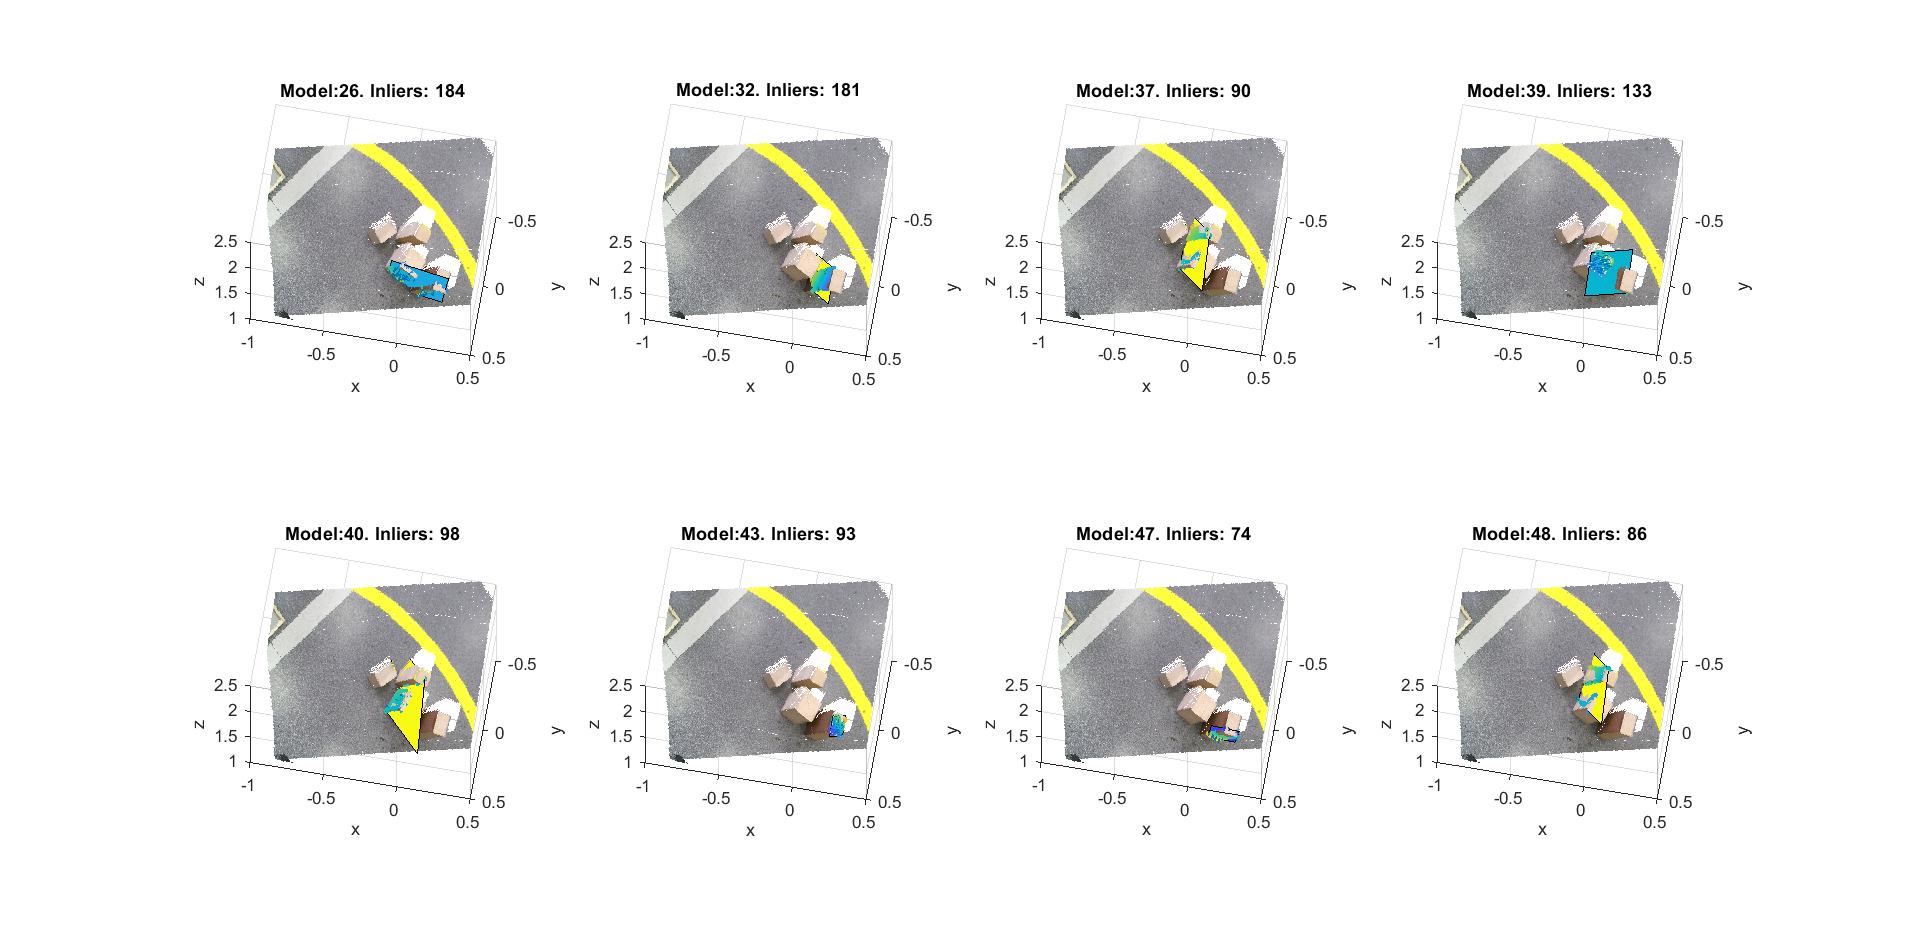 Model:26. Inliers: 184
Model:32. Inliers: 181
Model:37. Inliers: 90
Model:39. Inliers: 133
2.5
2
1.5
1
z
-1
-0.5
0
0.5
x
-0.5
0
0.5
y
2.5
2
1.5
1
z
-1
-0.5
0
0.5
x
-0.5
0
0.5
y
2.5
2
1.5
1
z
-1
-0.5
0
0.5
x
-0.5
0
0.5
y
2.5
2
1.5
1
z
-1
-0.5
0
0.5
x
-0.5
0
0.5
y
Model:40. Inliers: 98
Model:43. Inliers: 93
Model:47. Inliers: 74
Model:48. Inliers: 86
2.5
2
1.5
1
z
-1
-0.5
0
0.5
x
-0.5
0
0.5
y
2.5
2
1.5
1
z
-1
-0.5
0
0.5
x
-0.5
0
0.5
y
2.5
2
1.5
1
z
-1
-0.5
0
0.5
x
-0.5
0
0.5
y
2.5
2
1.5
1
z
-1
-0.5
0
0.5
x
-0.5
0
0.5
y